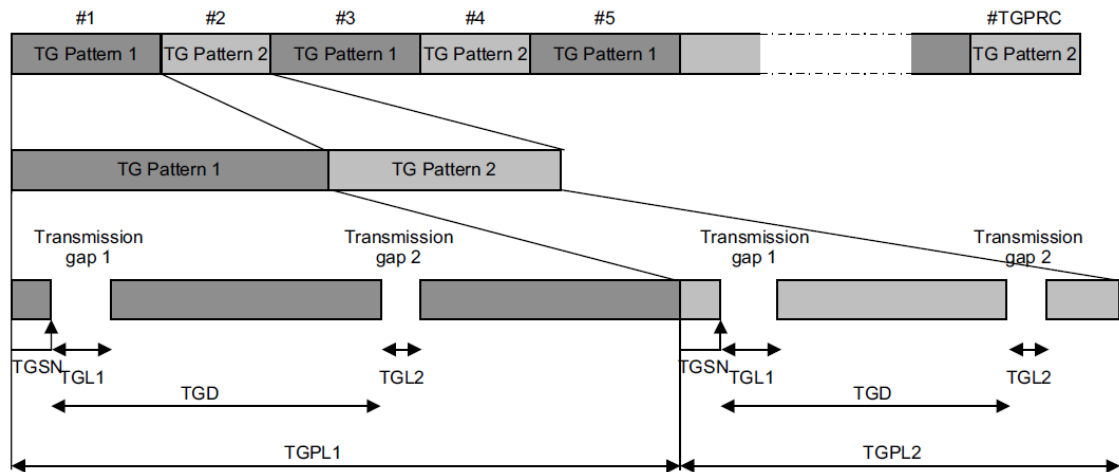 #1 #2 #3 #4 #5 #TGPRC
TG Pattern 1 TG Pattern 2 TG Pattern 1 TG Pattern 2 TG Pattern 1 TG Pattern 2
TG Pattern 1 TG Pattern 2
Transmission gap 1 Transmission gap 2 Transmission gap 1 Transmission gap 2
TGSN TGL1 TGL2 TGSN TGL1 TGL2
TGD TGD
TGPL1 TGPL2